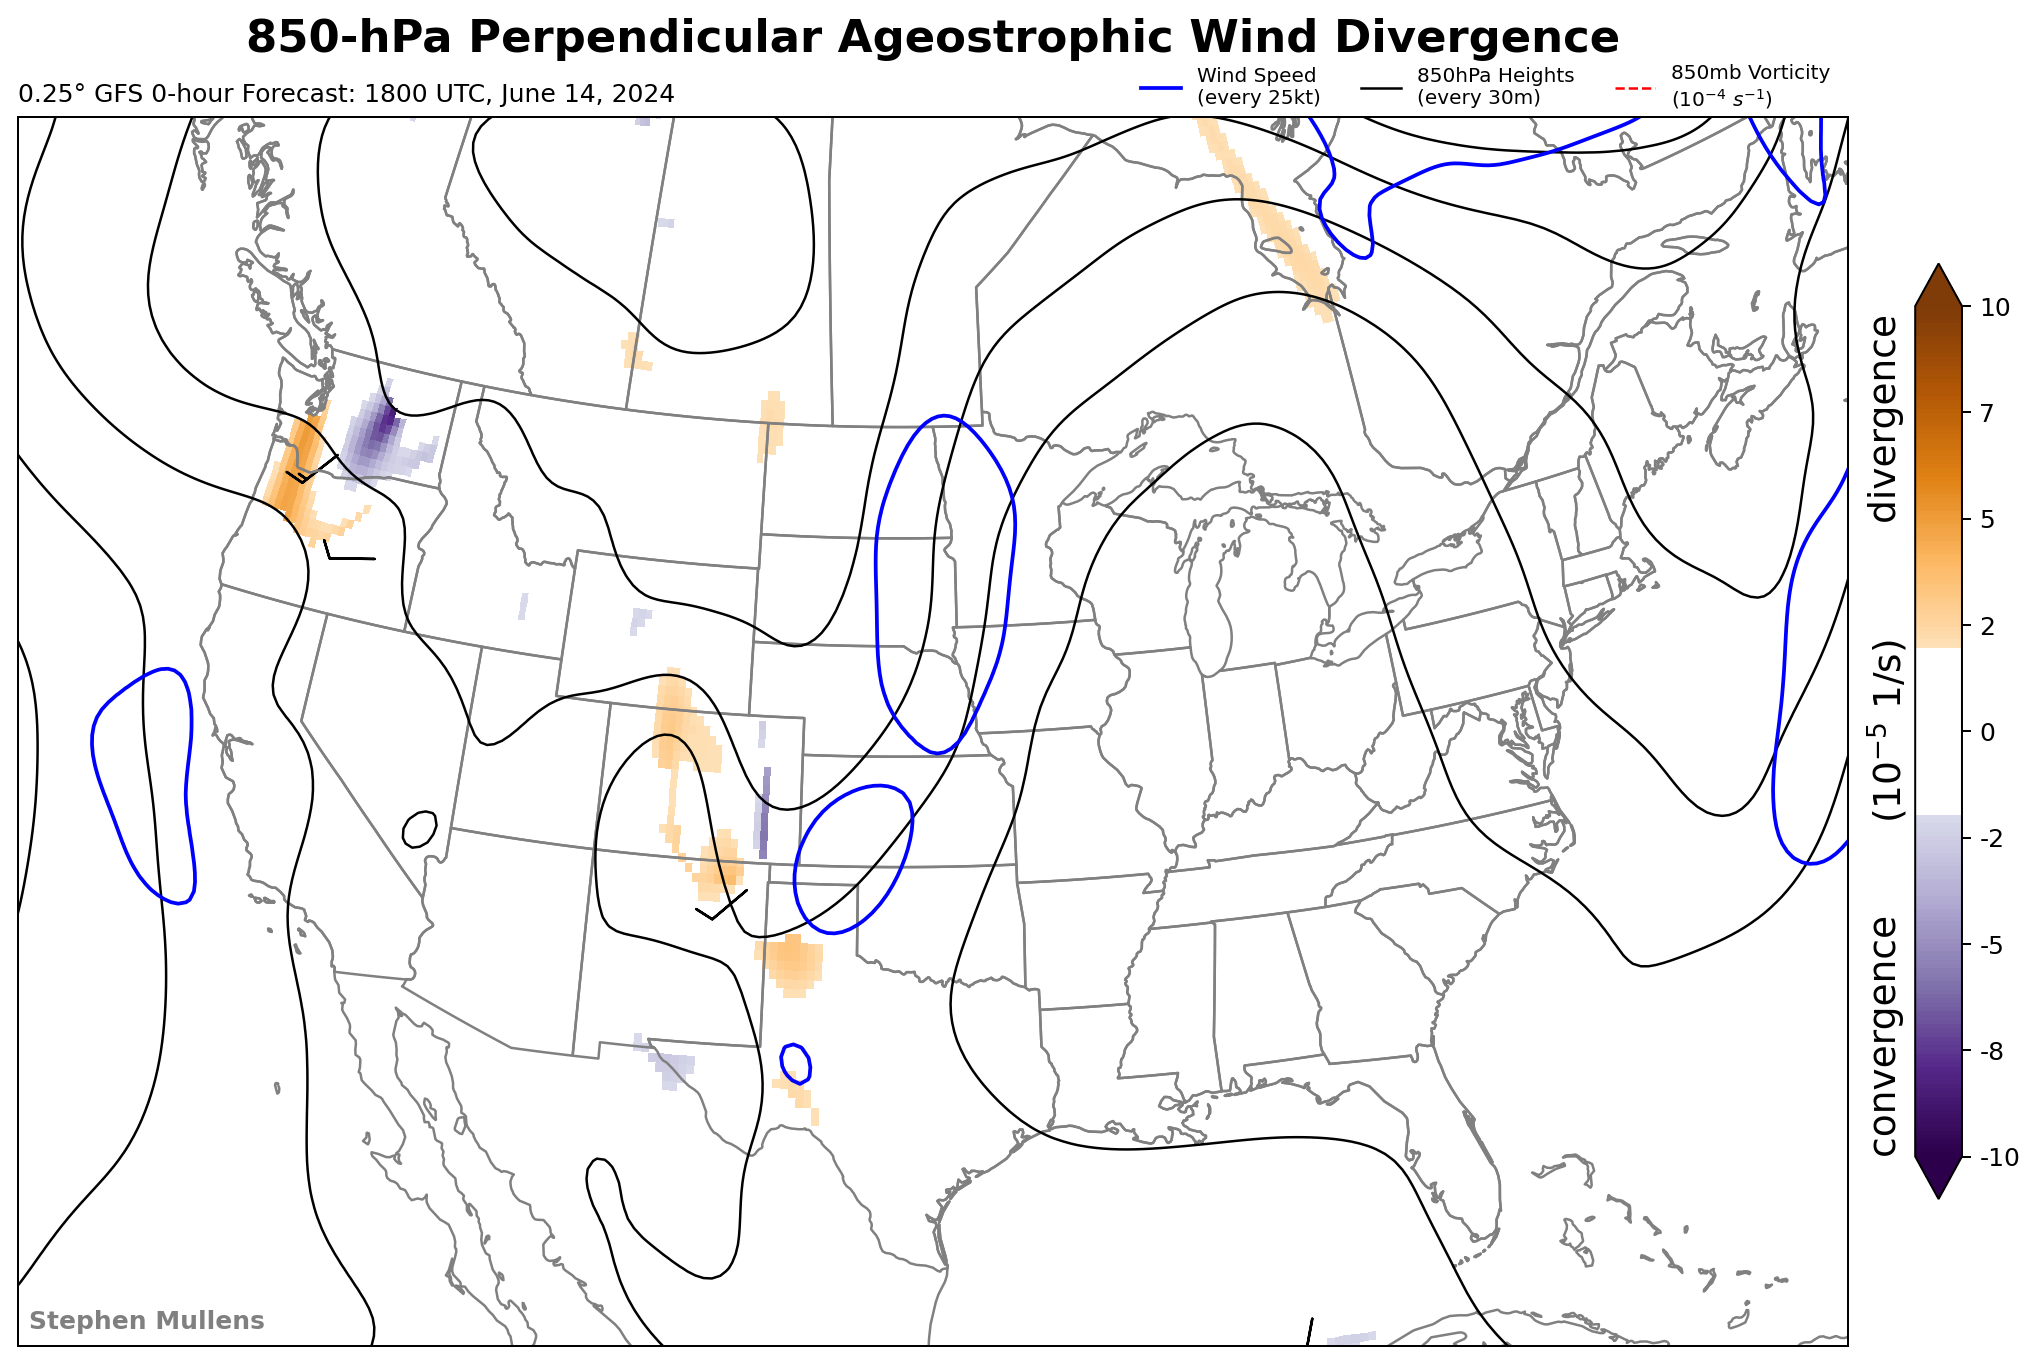 850-hPa Perpendicular Ageostrophic Wind Divergence
0.25° GFS 0-hour Forecast: 1800 UTC, June 14, 2024
Wind Speed
(every 25kt)
850hPa Heights
(every 30m)
850mb Vorticity
(10⁻⁴ s⁻¹)
10
7
5
2
0
-2
-5
-8
-10
divergence
(10⁻⁵ 1/s)
convergence
Stephen Mullens